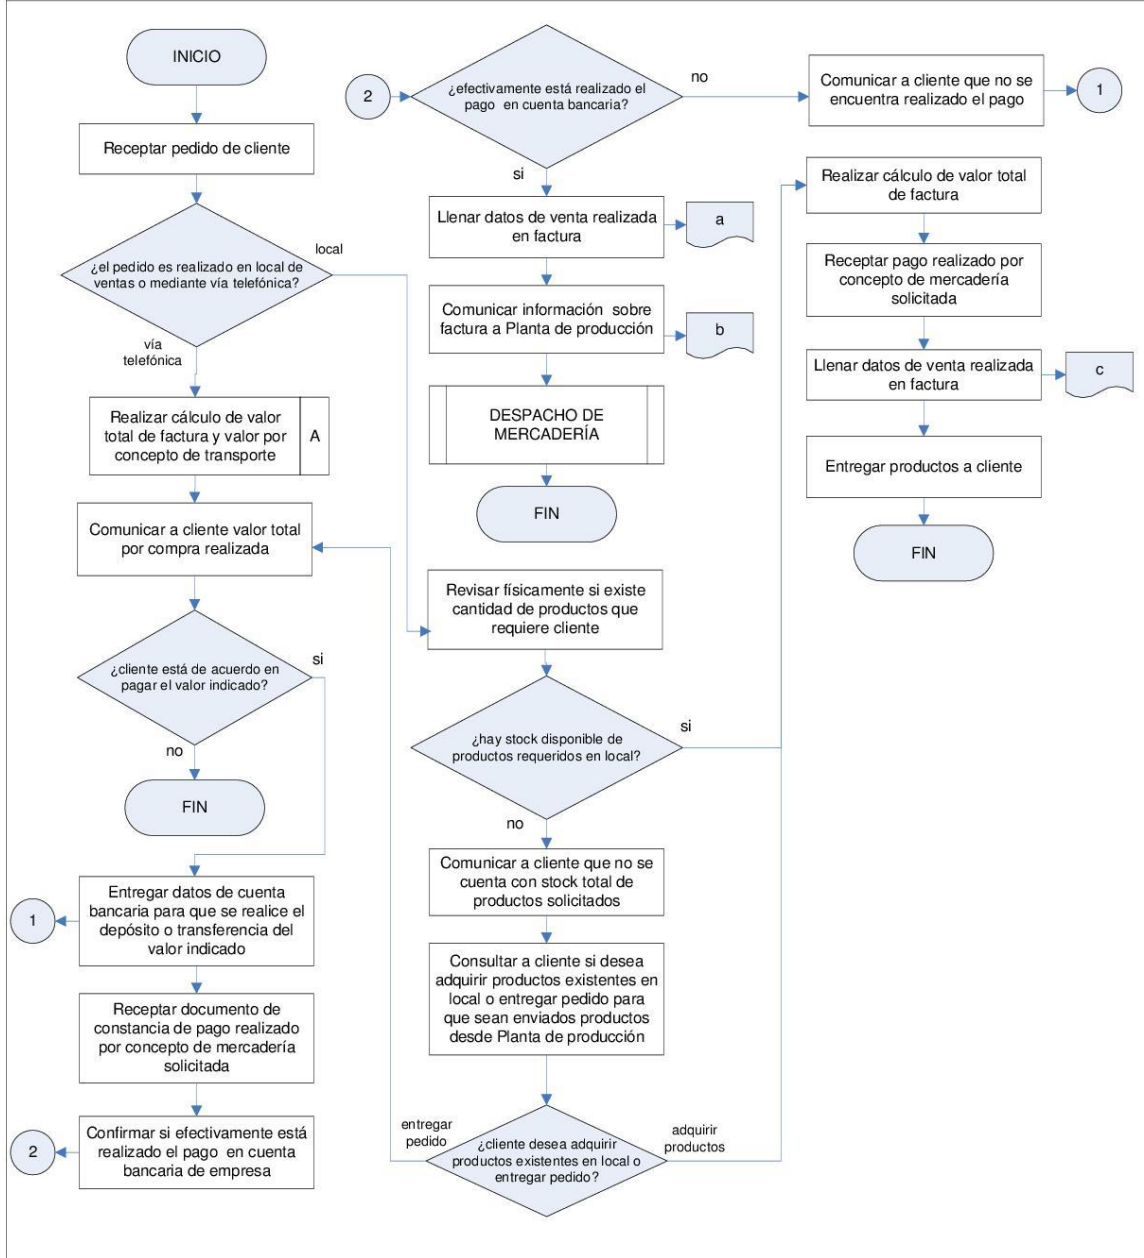 INICIO
Receptar pedido de cliente
¿el pedido es realizado en local de
ventas o mediante vía telefónica?
local
vía
telefónica
Realizar cálculo de valor
total de factura y valor por
concepto de transporte
A
Comunicar a cliente valor total
por compra realizada
¿cliente está de acuerdo en
pagar el valor indicado?
si
no
FIN
Entregar datos de cuenta
bancaria para que se realice el
depósito o transferencia del
valor indicado
1
Receptar documento de
constancia de pago realizado
por concepto de mercadería
solicitada
Confirmar si efectivamente está
realizado el pago en cuenta
bancaria de empresa
2
2
¿efectivamente está realizado el
pago en cuenta bancaria?
no
si
Llenar datos de venta realizada
en factura
a
Comunicar información sobre
factura a Planta de producción
b
DESPACHO DE
MERCADERÍA
FIN
Revisar físicamente si existe
cantidad de productos que
requiere cliente
¿hay stock disponible de
productos requeridos en local?
si
no
Comunicar a cliente que no se
cuenta con stock total de
productos solicitados
Consultar a cliente si desea
adquirir productos existentes en
local o entregar pedido para
que sean enviados productos
desde Planta de producción
entregar
pedido
¿cliente desea adquirir
productos existentes en local o
entregar pedido?
adquirir
productos
Comunicar a cliente que no se
encuentra realizado el pago
1
Realizar cálculo de valor total
de factura
Receptar pago realizado por
concepto de mercadería
solicitada
Llenar datos de venta realizada
en factura
c
Entregar productos a cliente
FIN